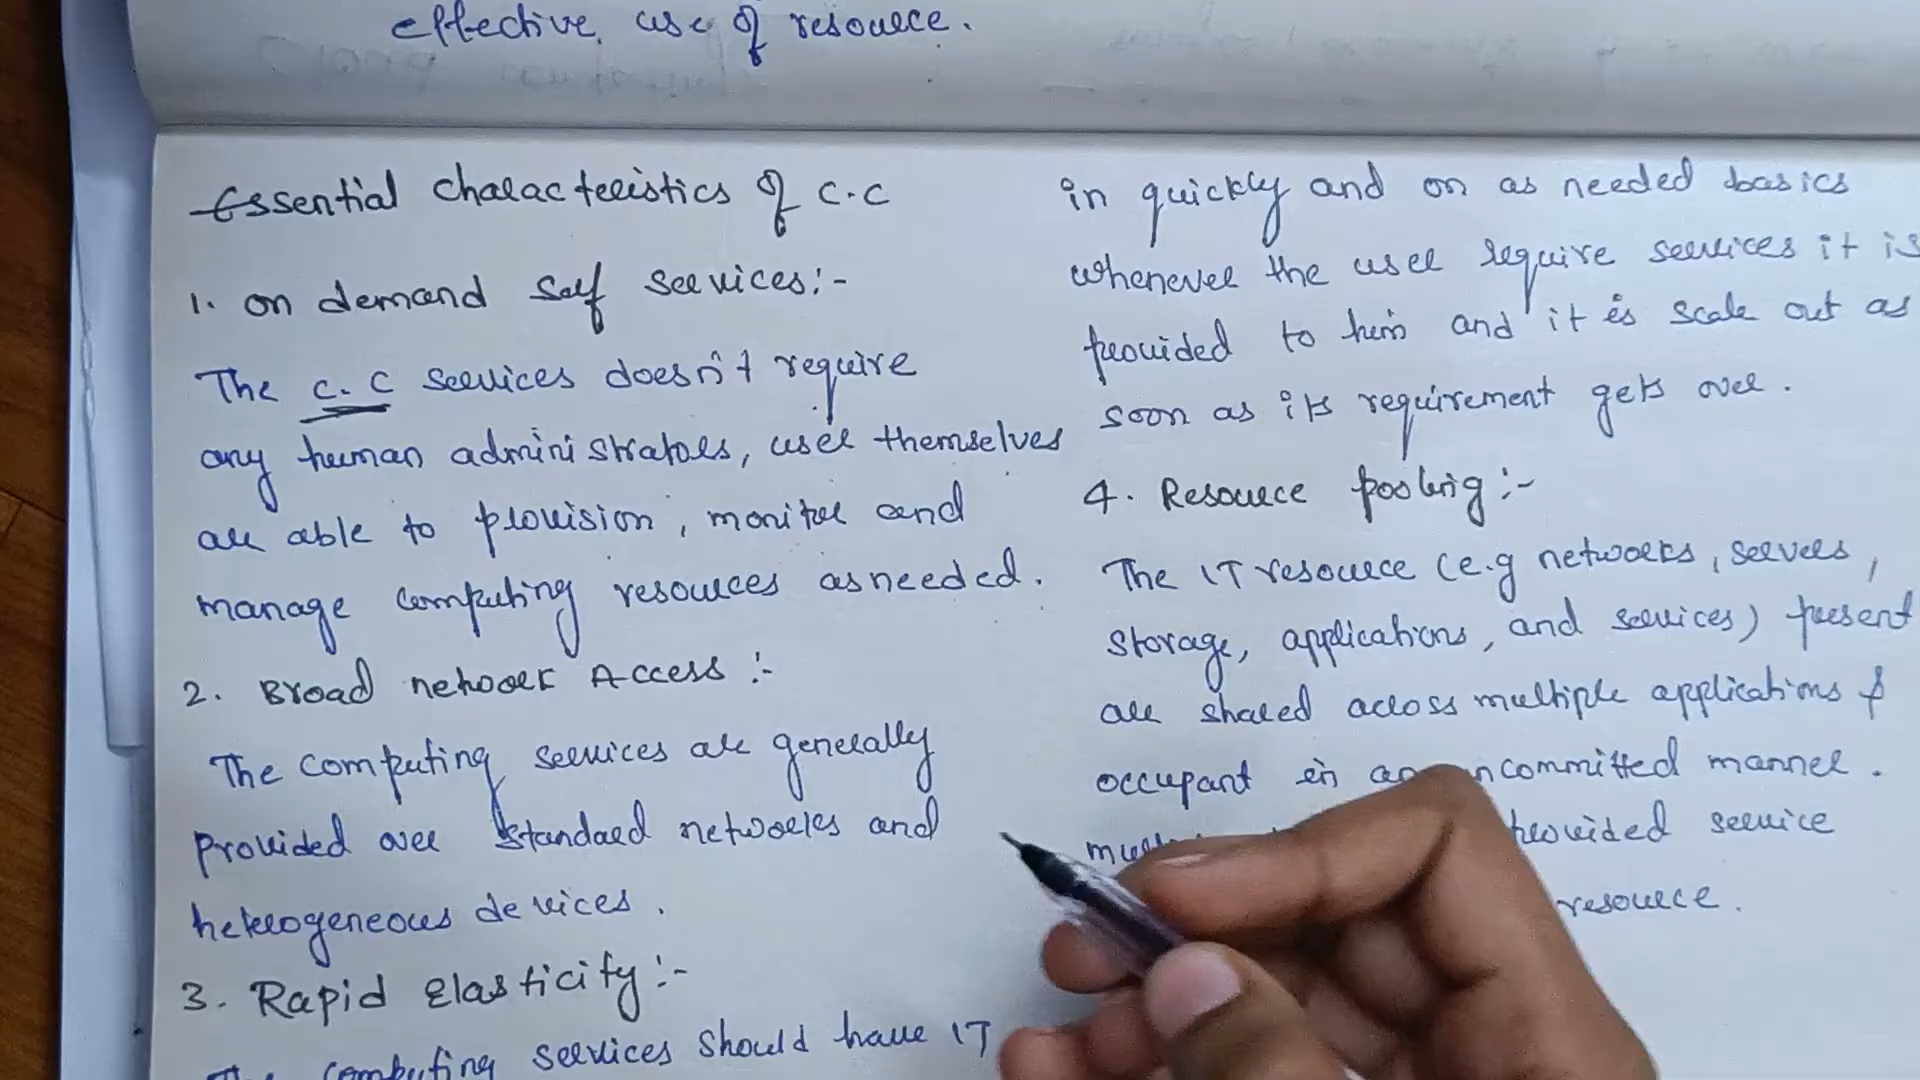 effective use of resource.
Essential characteristics of C.C
1. on demand self services:-
The C.C services doesn't require
any human administrators, user themselves
are able to provision, monitor and
manage computing resources as needed.
2. Broad network Access :-
The computing services are generally
provided over standard networks and
heterogeneous devices.
3. Rapid Elasticity:-
The computing services should have IT
in quickly and on as needed basics
whenever the user require services it is
provided to him and it is scale out as
soon as its requirement gets over.
4. Resource pooling:-
The IT resource (e.g networks, servers,
storage, applications, and services) present
are shared across multiple applications &
occupant in an uncommitted manner.
provided service
resource.